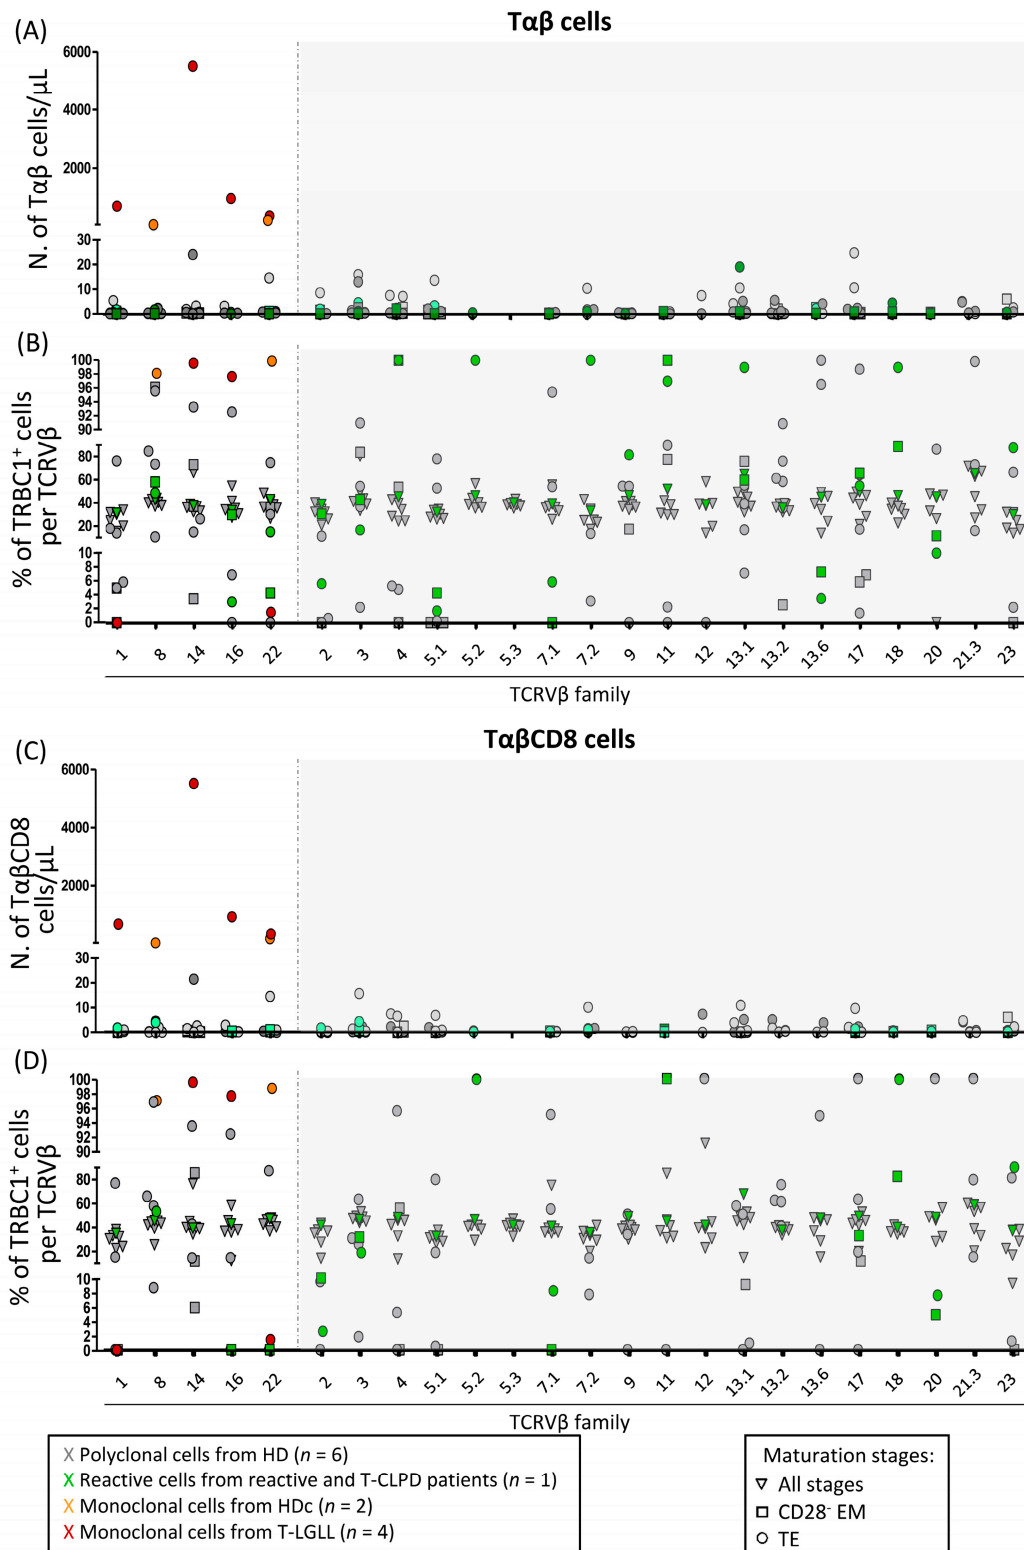 (A)
Tαβ cells
N. of Tαβ cells/µL
6000
4000
2000
30
20
10
0
(B)
% of TRBC1⁺ cells
per TCRVβ
100
98
96
94
92
90
80
60
40
20
10
8
6
4
2
0
1 8 14 16 22 2 3 4 5.1 5.2 5.3 7.1 7.2 9 11 12 13.1 13.2 13.6 17 18 20 21.3 23
TCRVβ family
(C)
TαβCD8 cells
N. of TαβCD8
cells/µL
6000
4000
2000
30
20
10
0
(D)
% of TRBC1⁺ cells
per TCRVβ
100
98
96
94
92
90
80
60
40
20
10
8
6
4
2
0
1 8 14 16 22 2 3 4 5.1 5.2 5.3 7.1 7.2 9 11 12 13.1 13.2 13.6 17 18 20 21.3 23
TCRVβ family
X Polyclonal cells from HD (n = 6)
X Reactive cells from reactive and T-CLPD patients (n = 1)
X Monoclonal cells from HDc (n = 2)
X Monoclonal cells from T-LGLL (n = 4)
Maturation stages:
All stages
CD28⁻ EM
TE